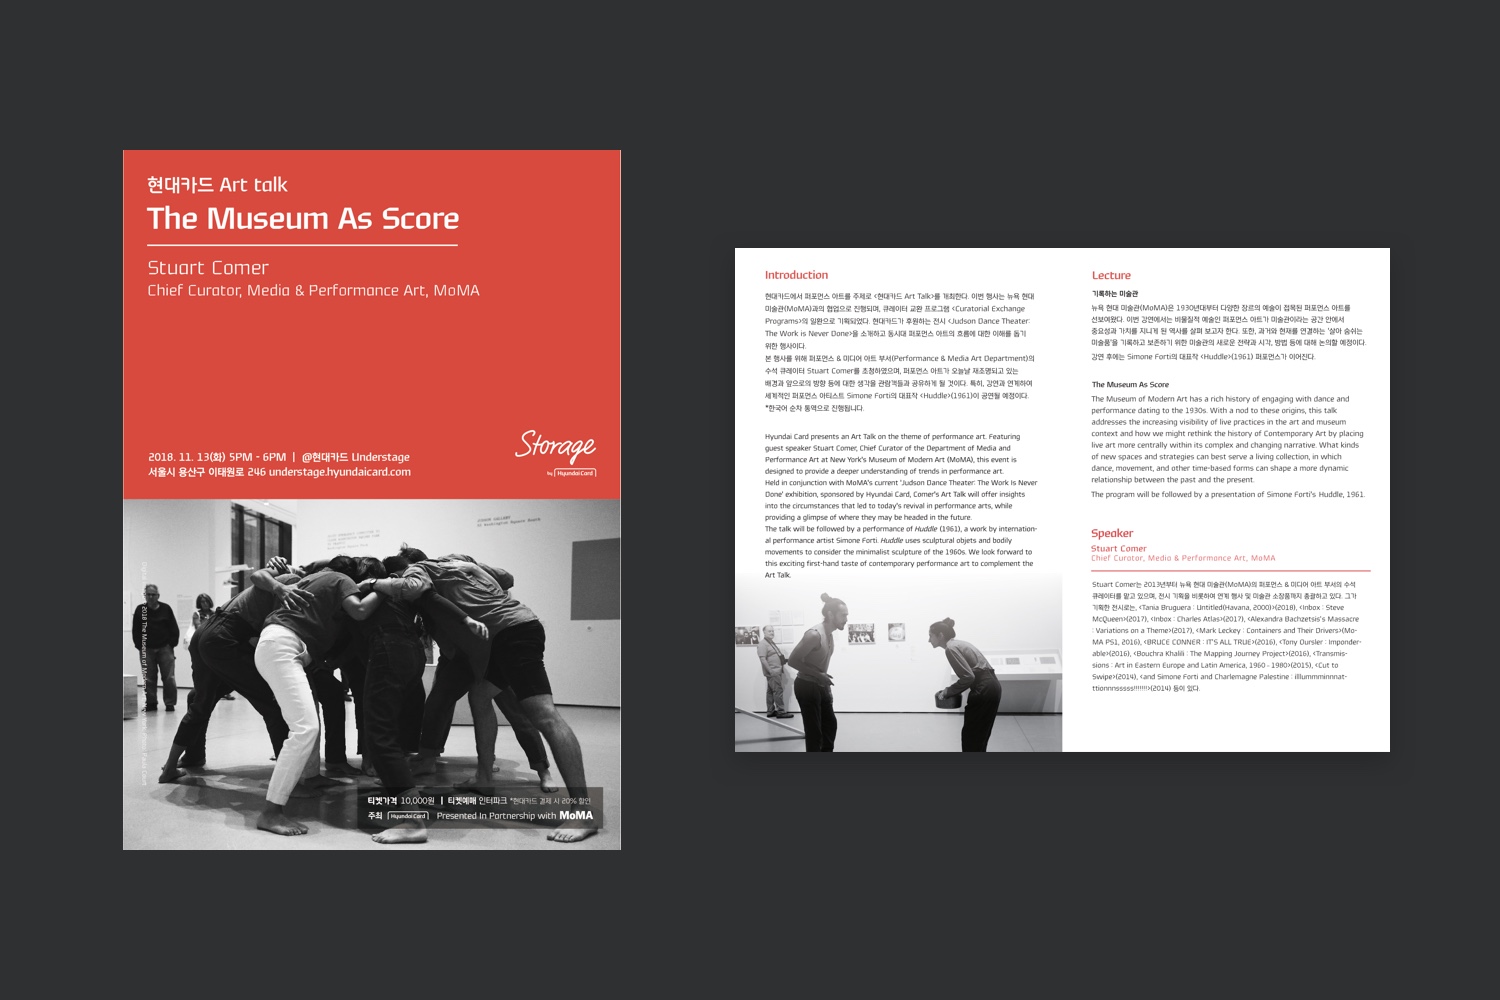 현대카드 Art talk
The Museum As Score
Stuart Comer
Chief Curator, Media & Performance Art, MoMA
2018. 11. 13(화) 5PM - 6PM | @현대카드 Understage
서울시 용산구 이태원로 246 understage.hyundaicard.com
Storage
by HyundaiCard
JUDSON GALLERY
55 Washington Square South
2018 The Museum of Modern
티켓가격 10,000원 | 티켓예매 인터파크 *현대카드 결제 시 20% 할인
주최 HyundaiCard Presented In Partnership with MoMA
Introduction
현대카드에서 퍼포먼스 아트를 주제로 <현대카드 Art Talk>를 개최한다. 이번 행사는 뉴욕 현대
미술관(MoMA)과의 협업으로 진행되며, 큐레이터 교환 프로그램 <Curatorial Exchange
Programs>의 일환으로 기획되었다. 현대카드가 후원하는 전시 <Judson Dance Theater:
The Work is Never Done>을 소개하고 동시대 퍼포먼스 아트의 흐름에 대한 이해를 돕기
위한 행사이다.
본 행사를 위해 퍼포먼스 & 미디어 아트 부서(Performance & Media Art Department)의
수석 큐레이터 Stuart Comer를 초청하였으며, 퍼포먼스 아트가 오늘날 재조명되고 있는
배경과 앞으로의 방향 등에 대한 생각을 관람객들과 공유하게 될 것이다. 특히, 강연과 연계하여
세계적인 퍼포먼스 아티스트 Simone Forti의 대표작 <Huddle>(1961)이 공연될 예정이다.
*한국어 순차 통역으로 진행됩니다.
Hyundai Card presents an Art Talk on the theme of performance art. Featuring
guest speaker Stuart Comer, Chief Curator of the Department of Media and
Performance Art at New York's Museum of Modern Art (MoMA), this event is
designed to provide a deeper understanding of trends in performance art.
Held in conjunction with MoMA's current 'Judson Dance Theater: The Work Is Never
Done' exhibition, sponsored by Hyundai Card, Comer's Art Talk will offer insights
into the circumstances that led to today's revival in performance arts, while
providing a glimpse of where they may be headed in the future.
The talk will be followed by a performance of Huddle (1961), a work by internation-
al performance artist Simone Forti. Huddle uses sculptural objets and bodily
movements to consider the minimalist sculpture of the 1960s. We look forward to
this exciting first-hand taste of contemporary performance art to complement the
Art Talk.
Lecture
기록하는 미술관
뉴욕 현대 미술관(MoMA)은 1930년대부터 다양한 장르의 예술이 접목된 퍼포먼스 아트를
선보여왔다. 이번 강연에서는 비물질적 예술인 퍼포먼스 아트가 미술관이라는 공간 안에서
중요성과 가치를 지니게 된 역사를 살펴 보고자 한다. 또한, 과거와 현재를 연결하는 '살아 숨쉬는
미술품'을 기록하고 보존하기 위한 미술관의 새로운 전략과 시각, 방법 등에 대해 논의할 예정이다.
강연 후에는 Simone Forti의 대표작 <Huddle>(1961) 퍼포먼스가 이어진다.
The Museum As Score
The Museum of Modern Art has a rich history of engaging with dance and
performance dating to the 1930s. With a nod to these origins, this talk
addresses the increasing visibility of live practices in the art and museum
context and how we might rethink the history of Contemporary Art by placing
live art more centrally within its complex and changing narrative. What kinds
of new spaces and strategies can best serve a living collection, in which
dance, movement, and other time-based forms can shape a more dynamic
relationship between the past and the present.
The program will be followed by a presentation of Simone Forti's Huddle, 1961.
Speaker
Stuart Comer
Chief Curator, Media & Performance Art, MoMA
Stuart Comer는 2013년부터 뉴욕 현대 미술관(MoMA)의 퍼포먼스 & 미디어 아트 부서의 수석
큐레이터를 맡고 있으며, 전시 기획을 비롯하여 연계 행사 및 미술관 소장품까지 총괄하고 있다. 그가
기획한 전시로는, <Tania Bruguera : Untitled(Havana, 2000)>(2018), <Inbox : Steve
McQueen>(2017), <Inbox : Charles Atlas>(2017), <Alexandra Bachzetsis's Massacre
: Variations on a Theme>(2017), <Mark Leckey : Containers and Their Drivers>(Mo-
MA PS1, 2016), <BRUCE CONNER : IT'S ALL TRUE>(2016), <Tony Oursler : Imponder-
able>(2016), <Bouchra Khalili : The Mapping Journey Project>(2016), <Transmis-
sions : Art in Eastern Europe and Latin America, 1960 - 1980>(2015), <Cut to
Swipe>(2014), <and Simone Forti and Charlemagne Palestine : illlummminnnat-
ttionnnsssss!!!!!!!>(2014) 등이 있다.